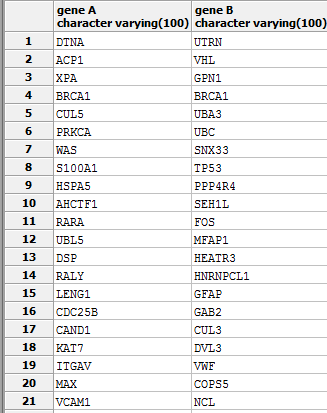 gene A gene B
character varying(100) character varying(100)
1 DTNA UTRN
2 ACP1 VHL
3 XPA GPN1
4 BRCA1 BRCA1
5 CUL5 UBA3
6 PRKCA UBC
7 WAS SNX33
8 S100A1 TP53
9 HSPA5 PPP4R4
10 AHCTF1 SEH1L
11 RARA FOS
12 UBL5 MFAP1
13 DSP HEATR3
14 RALY HNRNPCL1
15 LENG1 GFAP
16 CDC25B GAB2
17 CAND1 CUL3
18 KAT7 DVL3
19 ITGAV VWF
20 MAX COPS5
21 VCAM1 NCL